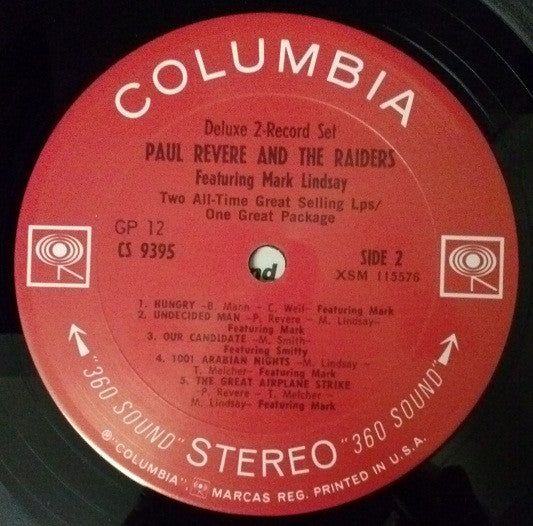 COLUMBIA
Deluxe 2-Record Set
PAUL REVERE AND THE RAIDERS
Featuring Mark Lindsay
Two All-Time Great Selling Lps/
One Great Package
GP 12
CS 9395
SIDE 2
XSM 115576
nd
1. HUNGRY -B. Mann - C. Weil- Featuring Mark
2. UNDECIDED MAN -P. Revere - M. Lindsay-
Featuring Mark
3. OUR CANDIDATE -M. Smith-
Featuring Smitty
4. 1001 ARABIAN NIGHTS -M. Lindsay -
T. Melcher- Featuring Mark
5. THE GREAT AIRPLANE STRIKE
-P. Revere - T. Melcher -
M. Lindsay- Featuring Mark
"360 SOUND" STEREO "360 SOUND"
℗ "COLUMBIA", MARCAS REG. PRINTED IN U.S.A.